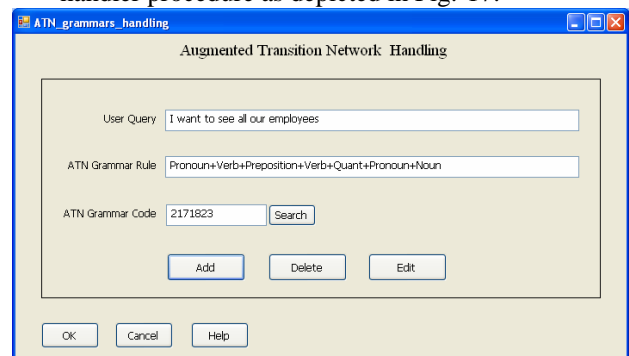 handler procedure as depicted in Fig. 17.
ATN_grammars_handling
Augmented Transition Network Handling
User Query I want to see all our employees
ATN Grammar Rule Pronoun+Verb+Preposition+Verb+Quant+Pronoun+Noun
ATN Grammar Code 2171823 Search
Add Delete Edit
OK Cancel Help